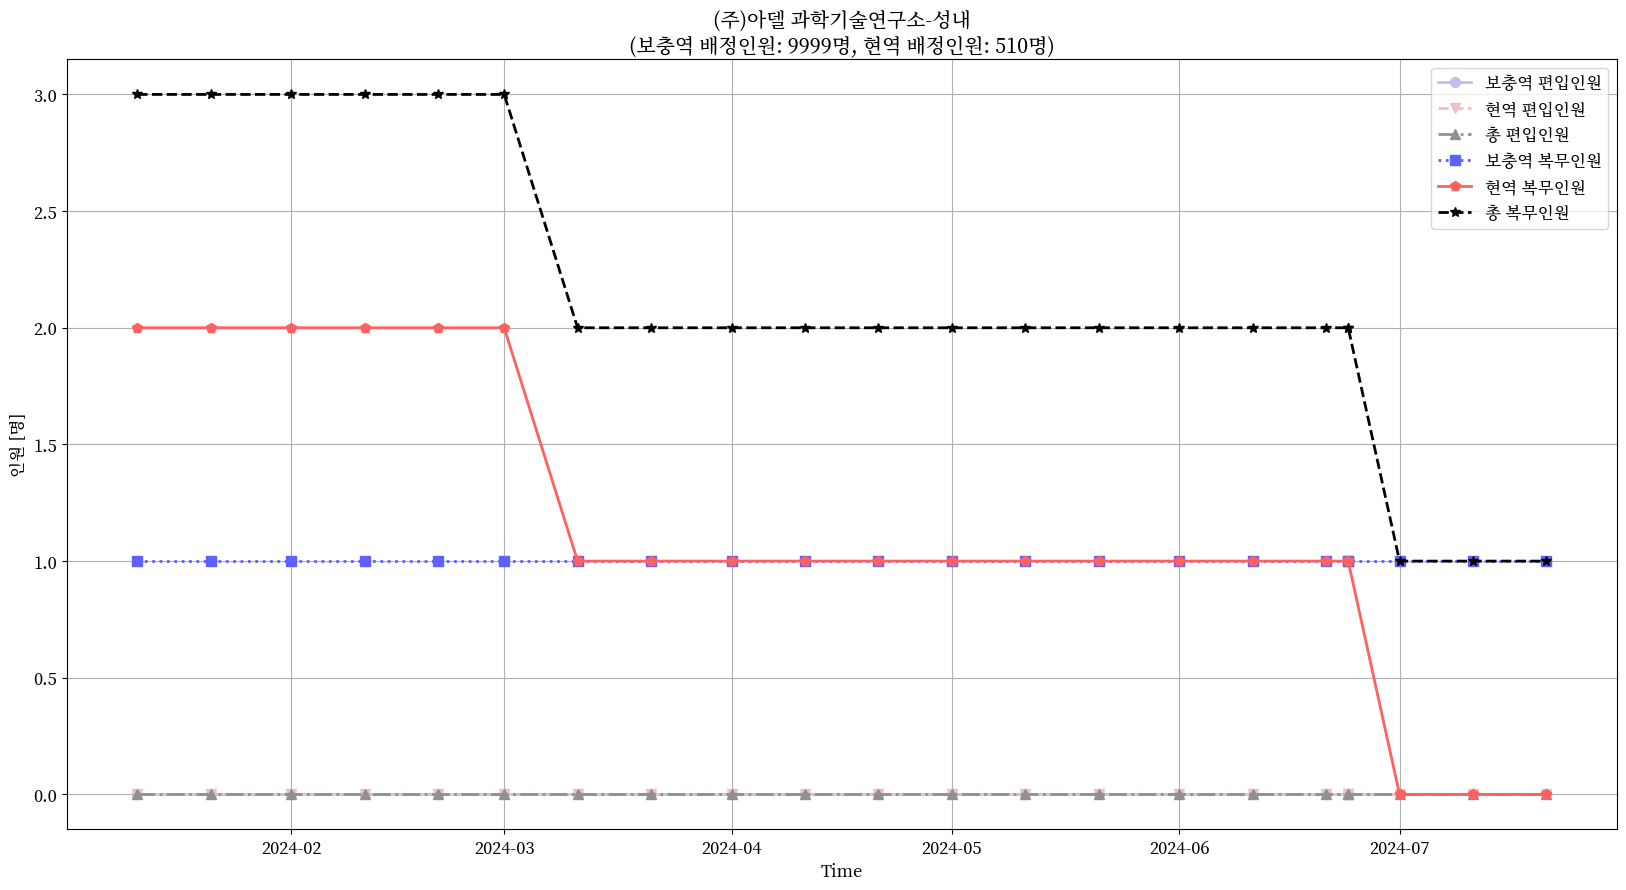 (주)아델 과학기술연구소-성내
(보충역 배정인원: 9999명, 현역 배정인원: 510명)
보충역 편입인원
현역 편입인원
총 편입인원
보충역 복무인원
현역 복무인원
총 복무인원
3.0
2.5
2.0
1.5
1.0
0.5
0.0
인원 [명]
2024-02
2024-03
2024-04
2024-05
2024-06
2024-07
Time